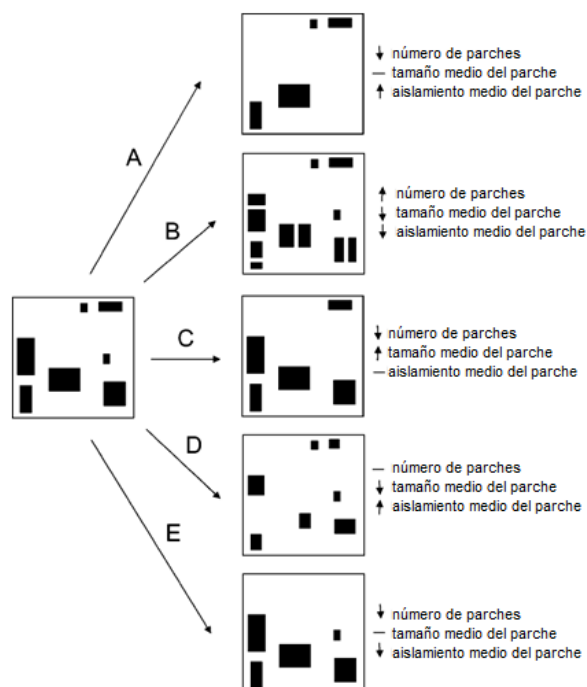 ↓ número de parches
— tamaño medio del parche
↑ aislamiento medio del parche
A
↑ número de parches
↓ tamaño medio del parche
↓ aislamiento medio del parche
B
↓ número de parches
↑ tamaño medio del parche
— aislamiento medio del parche
C
— número de parches
↓ tamaño medio del parche
↑ aislamiento medio del parche
D
↓ número de parches
— tamaño medio del parche
↓ aislamiento medio del parche
E